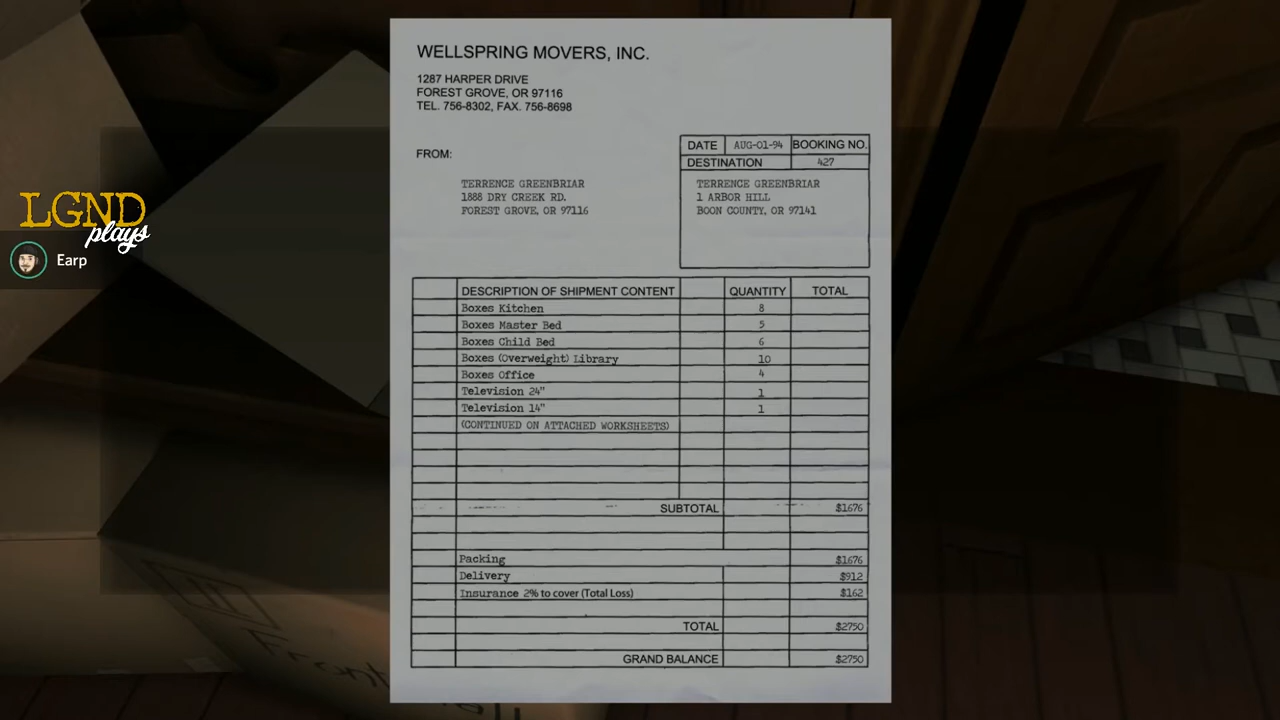 WELLSPRING MOVERS, INC.
1287 HARPER DRIVE
FOREST GROVE, OR 97116
TEL. 756-8302, FAX. 756-8698
DATE AUG-01-94 BOOKING NO.
FROM:
DESTINATION 427
TERRENCE GREENBRIAR
1888 DRY CREEK RD.
FOREST GROVE, OR 97116
TERRENCE GREENBRIAR
1 ARBOR HILL
BOON COUNTY, OR 97141
LGND
plays
Earp
DESCRIPTION OF SHIPMENT CONTENT QUANTITY TOTAL
Boxes Kitchen 8
Boxes Master Bed 5
Boxes Child Bed 6
Boxes (Overweight) Library 10
Boxes Office 4
Television 24" 1
Television 14" 1
(CONTINUED ON ATTACHED WORKSHEETS)
SUBTOTAL $1676
Packing $1676
Delivery $912
Insurance 2% to cover (Total Loss) $162
TOTAL $2750
GRAND BALANCE $2750